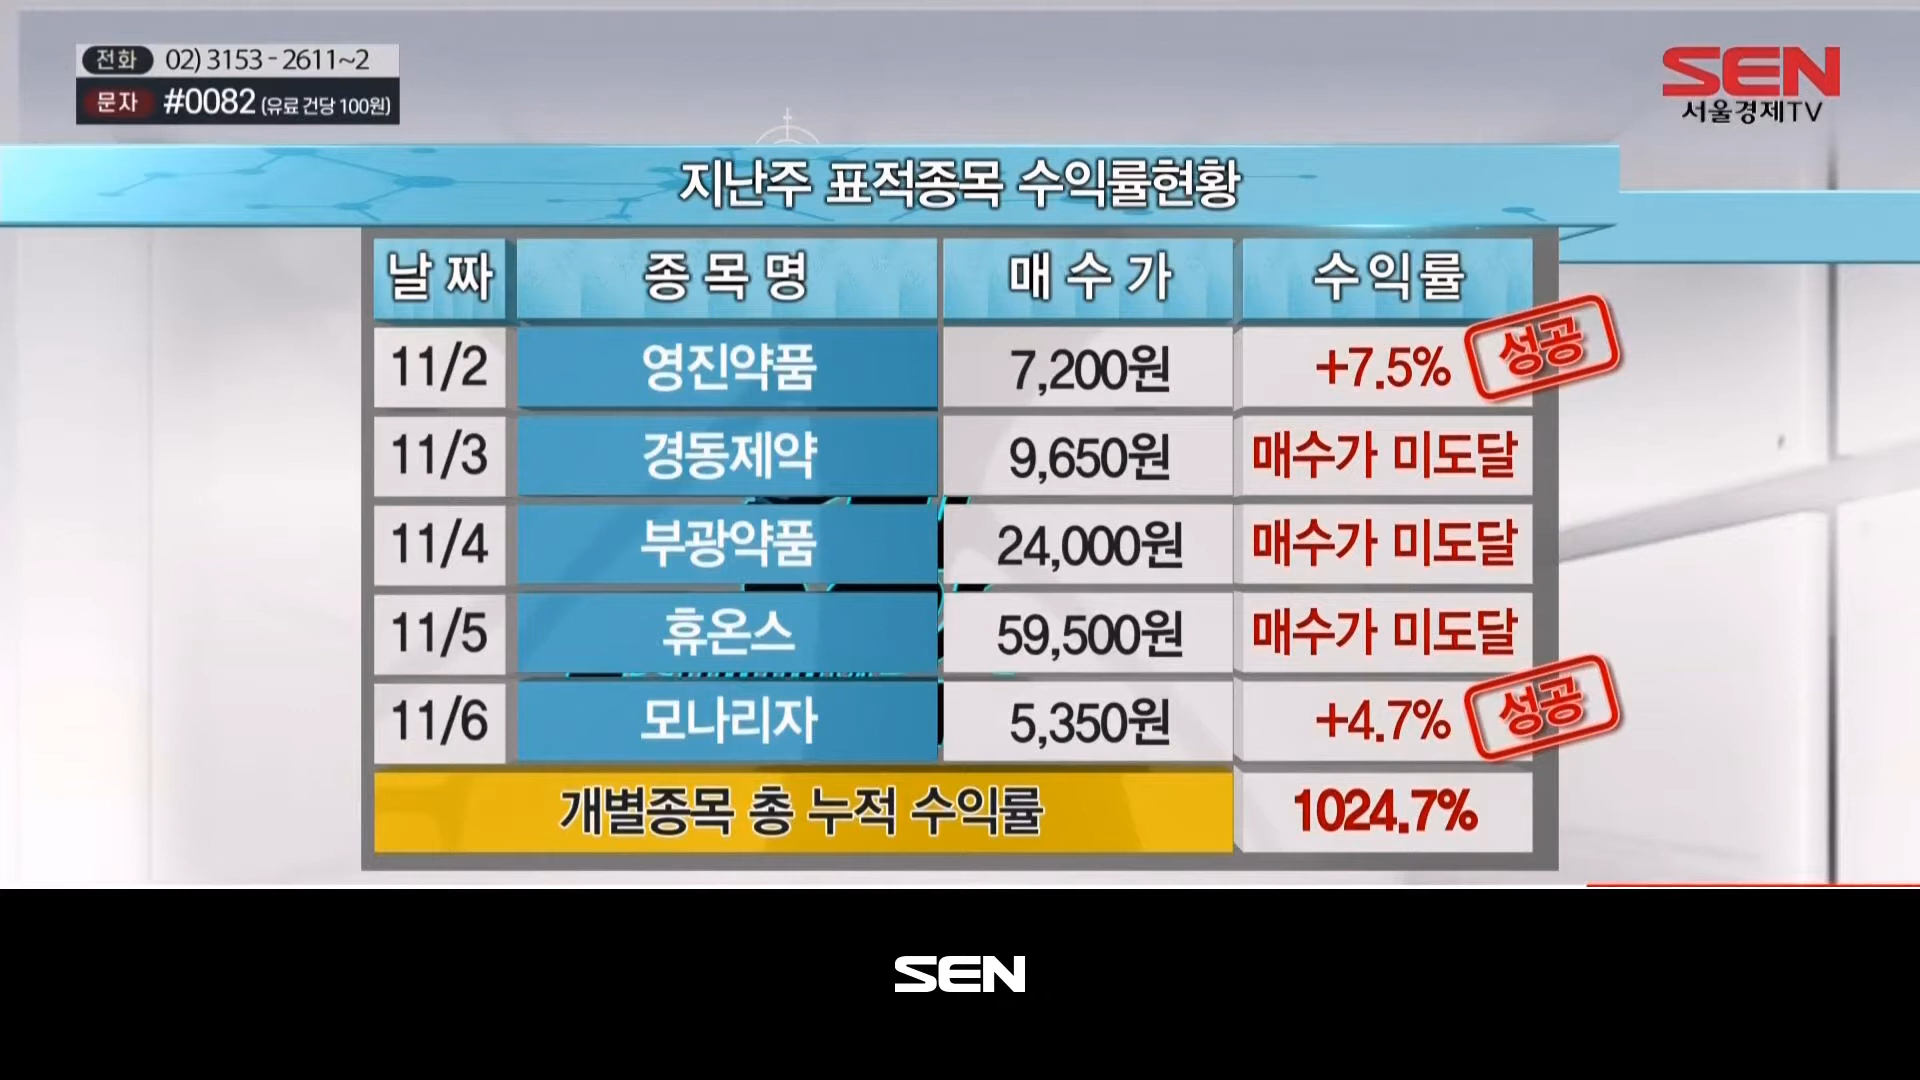 전화 02) 3153-2611~2
문자 #0082 (유료 건당 100원)
SEN
서울경제TV
지난주 표적종목 수익률현황
날짜 종목명 매수가 수익률
11/2 영진약품 7,200원 +7.5% 성공
11/3 경동제약 9,650원 매수가 미도달
11/4 부광약품 24,000원 매수가 미도달
11/5 휴온스 59,500원 매수가 미도달
11/6 모나리자 5,350원 +4.7% 성공
개별종목 총 누적 수익률 1024.7%
SEN